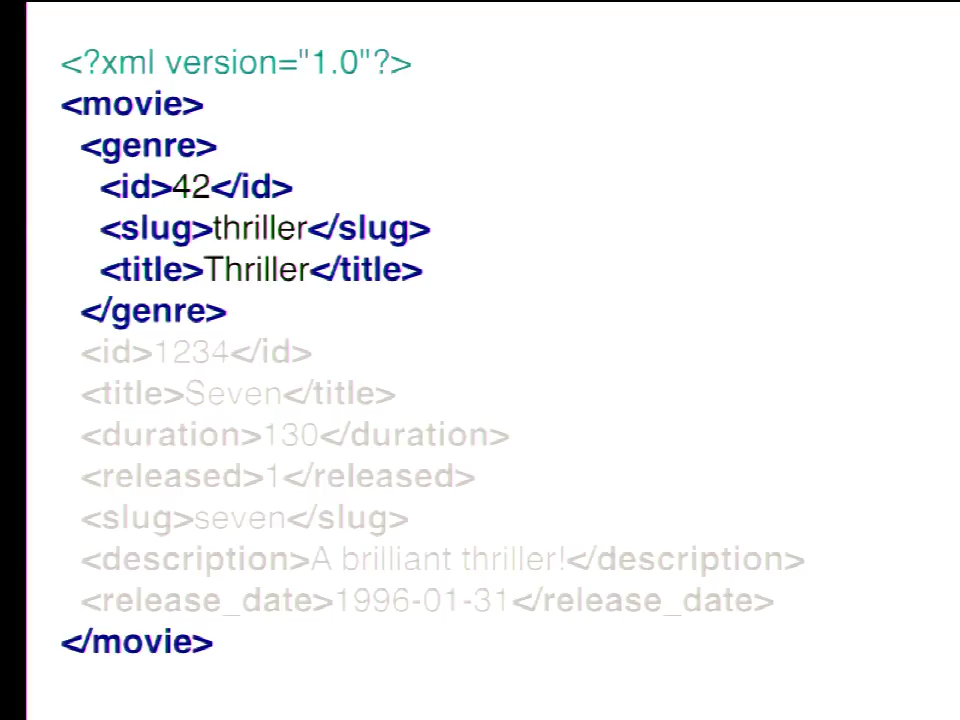 <?xml version="1.0"?>
<movie>
<genre>
<id>42</id>
<slug>thriller</slug>
<title>Thriller</title>
</genre>
<id>1234</id>
<title>Seven</title>
<duration>130</duration>
<released>1</released>
<slug>seven</slug>
<description>A brilliant thriller!</description>
<release_date>1996-01-31</release_date>
</movie>